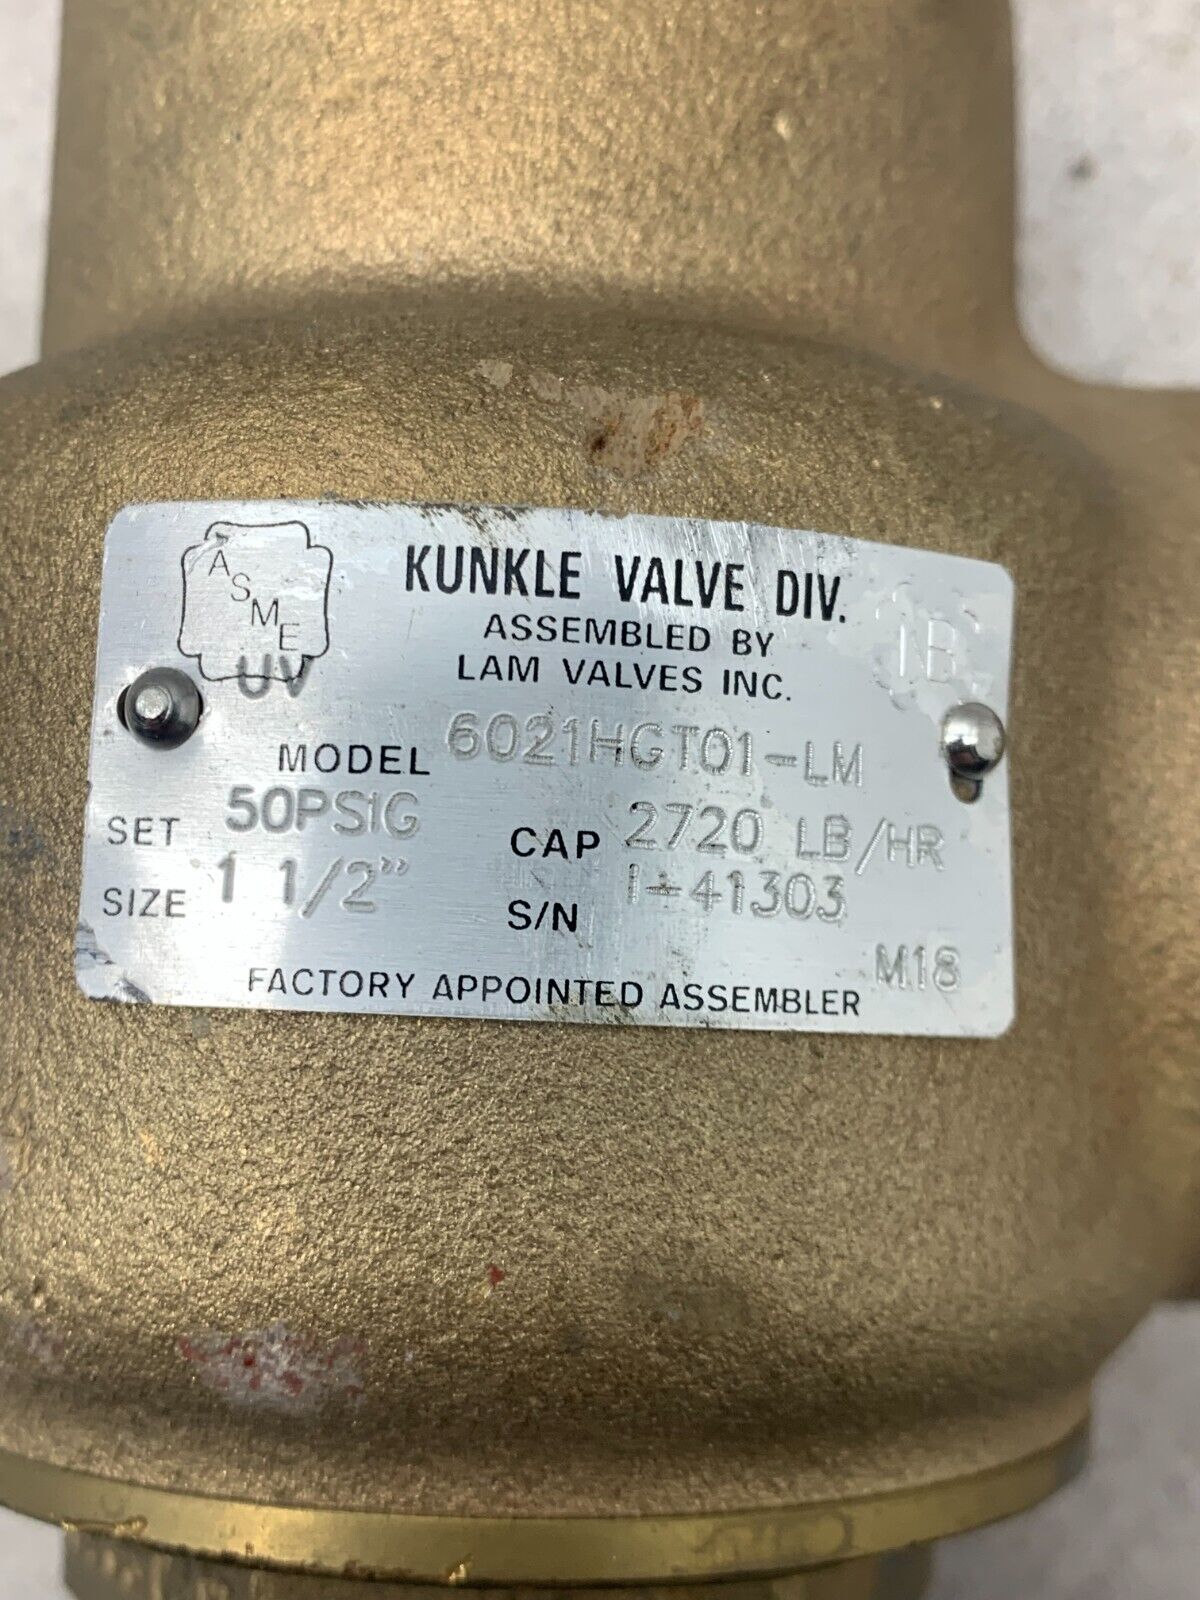 ASME
UV
KUNKLE VALVE DIV.
ASSEMBLED BY
LAM VALVES INC.
MODEL 6021HGT01-LM
SET 50PSIG CAP 2720 LB/HR
SIZE 1 1/2" S/N I-41303
FACTORY APPOINTED ASSEMBLER M18